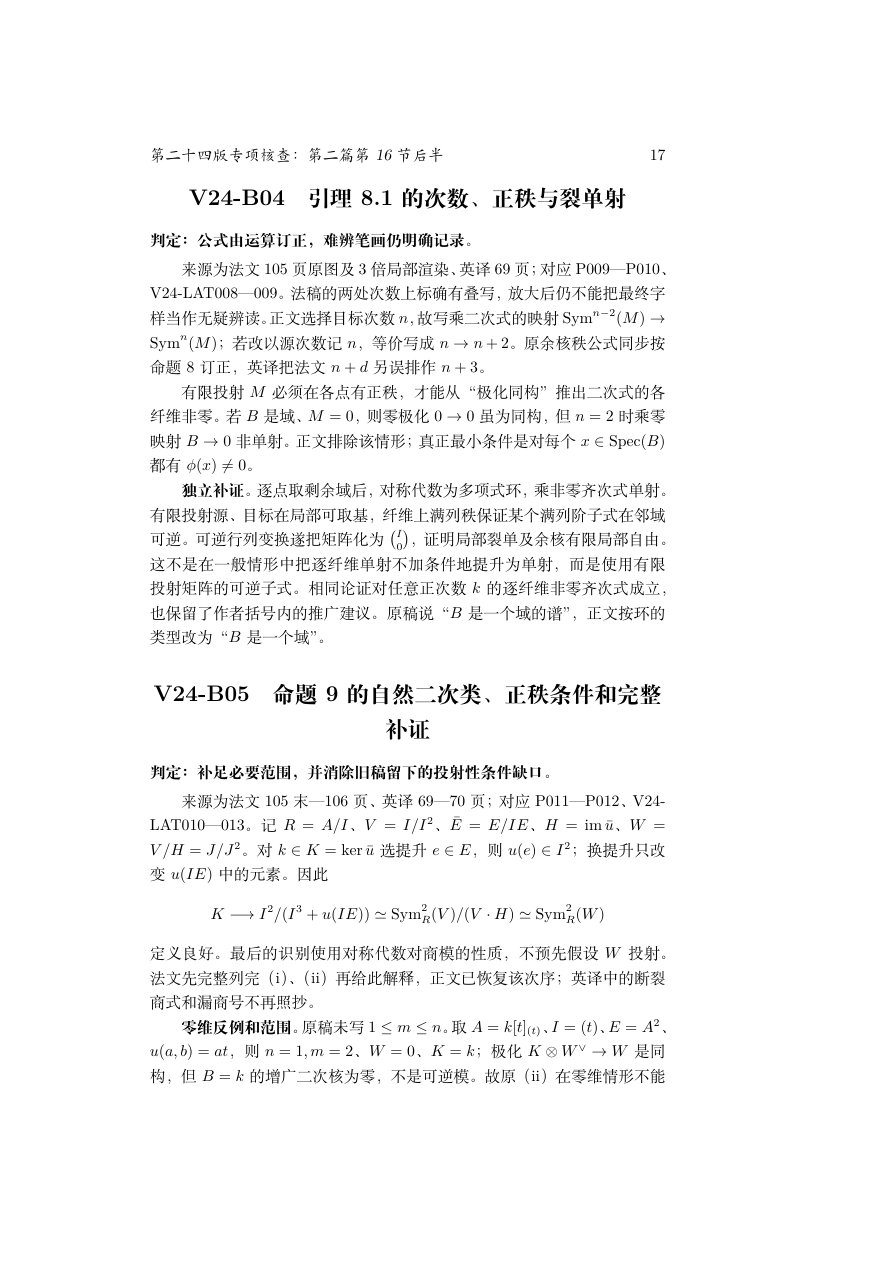 第二十四版专项核查：第二篇第 16 节后半 17
V24-B04 引理 8.1 的次数、正秩与裂单射
判定：公式由运算订正，难辨笔画仍明确记录。
来源为法文 105 页原图及 3 倍局部渲染、英译 69 页；对应 P009—P010、
V24-LAT008—009。法稿的两处次数上标确有叠写，放大后仍不能把最终字
样当作无疑辨读。正文选择目标次数 n，故写乘二次式的映射 Symⁿ⁻²(M) →
Symⁿ(M)；若改以源次数记 n，等价写成 n → n + 2。原余核秩公式同步按
命题 8 订正，英译把法文 n + d 另误排作 n + 3。
有限投射 M 必须在各点有正秩，才能从“极化同构”推出二次式的各
纤维非零。若 B 是域、M = 0，则零极化 0 → 0 虽为同构，但 n = 2 时乘零
映射 B → 0 非单射。正文排除该情形；真正最小条件是对每个 x ∈ Spec(B)
都有 ϕ(x) ≠ 0。
独立补证。逐点取剩余域后，对称代数为多项式环，乘非零齐次式单射。
有限投射源、目标在局部可取基，纤维上满列秩保证某个满列阶子式在邻域
可逆。可逆行列变换遂把矩阵化为 (I 0)，证明局部裂单及余核有限局部自由。
这不是在一般情形中把逐纤维单射不加条件地提升为单射，而是使用有限
投射矩阵的可逆子式。相同论证对任意正次数 k 的逐纤维非零齐次式成立，
也保留了作者括号内的推广建议。原稿说“B 是一个域的谱”，正文按环的
类型改为“B 是一个域”。
V24-B05 命题 9 的自然二次类、正秩条件和完整
补证
判定：补足必要范围，并消除旧稿留下的投射性条件缺口。
来源为法文 105 末—106 页、英译 69—70 页；对应 P011—P012、V24-
LAT010—013。记 R = A/I、V = I/I²、Ē = E/IE、H = im ū、W =
V/H = J/J²。对 k ∈ K = ker ū 选提升 e ∈ E，则 u(e) ∈ I²；换提升只改
变 u(IE) 中的元素。因此
K ⟶ I²/(I³ + u(IE)) ≃ Sym²_R(V)/(V · H) ≃ Sym²_R(W)
定义良好。最后的识别使用对称代数对商模的性质，不预先假设 W 投射。
法文先完整列完（i）、（ii）再给此解释，正文已恢复该次序；英译中的断裂
商式和漏商号不再照抄。
零维反例和范围。原稿未写 1 ≤ m ≤ n。取 A = k[t]₍ₜ₎、I = (t)、E = A²、
u(a, b) = at，则 n = 1, m = 2、W = 0、K = k；极化 K ⊗ W^∨ → W 是同
构，但 B = k 的增广二次核为零，不是可逆模。故原（ii）在零维情形不能